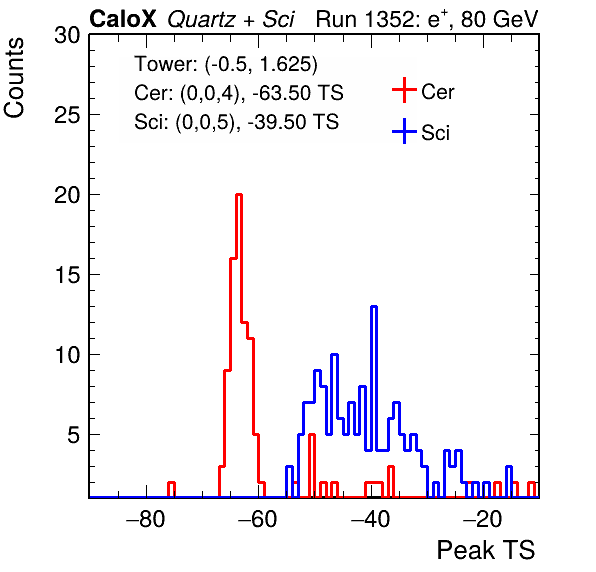 CaloX Quartz + Sci Run 1352: e+, 80 GeV
Tower: (-0.5, 1.625)
Cer: (0,0,4), -63.50 TS
Sci: (0,0,5), -39.50 TS
Cer
Sci
Counts
30
25
20
15
10
5
−80 −60 −40 −20
Peak TS